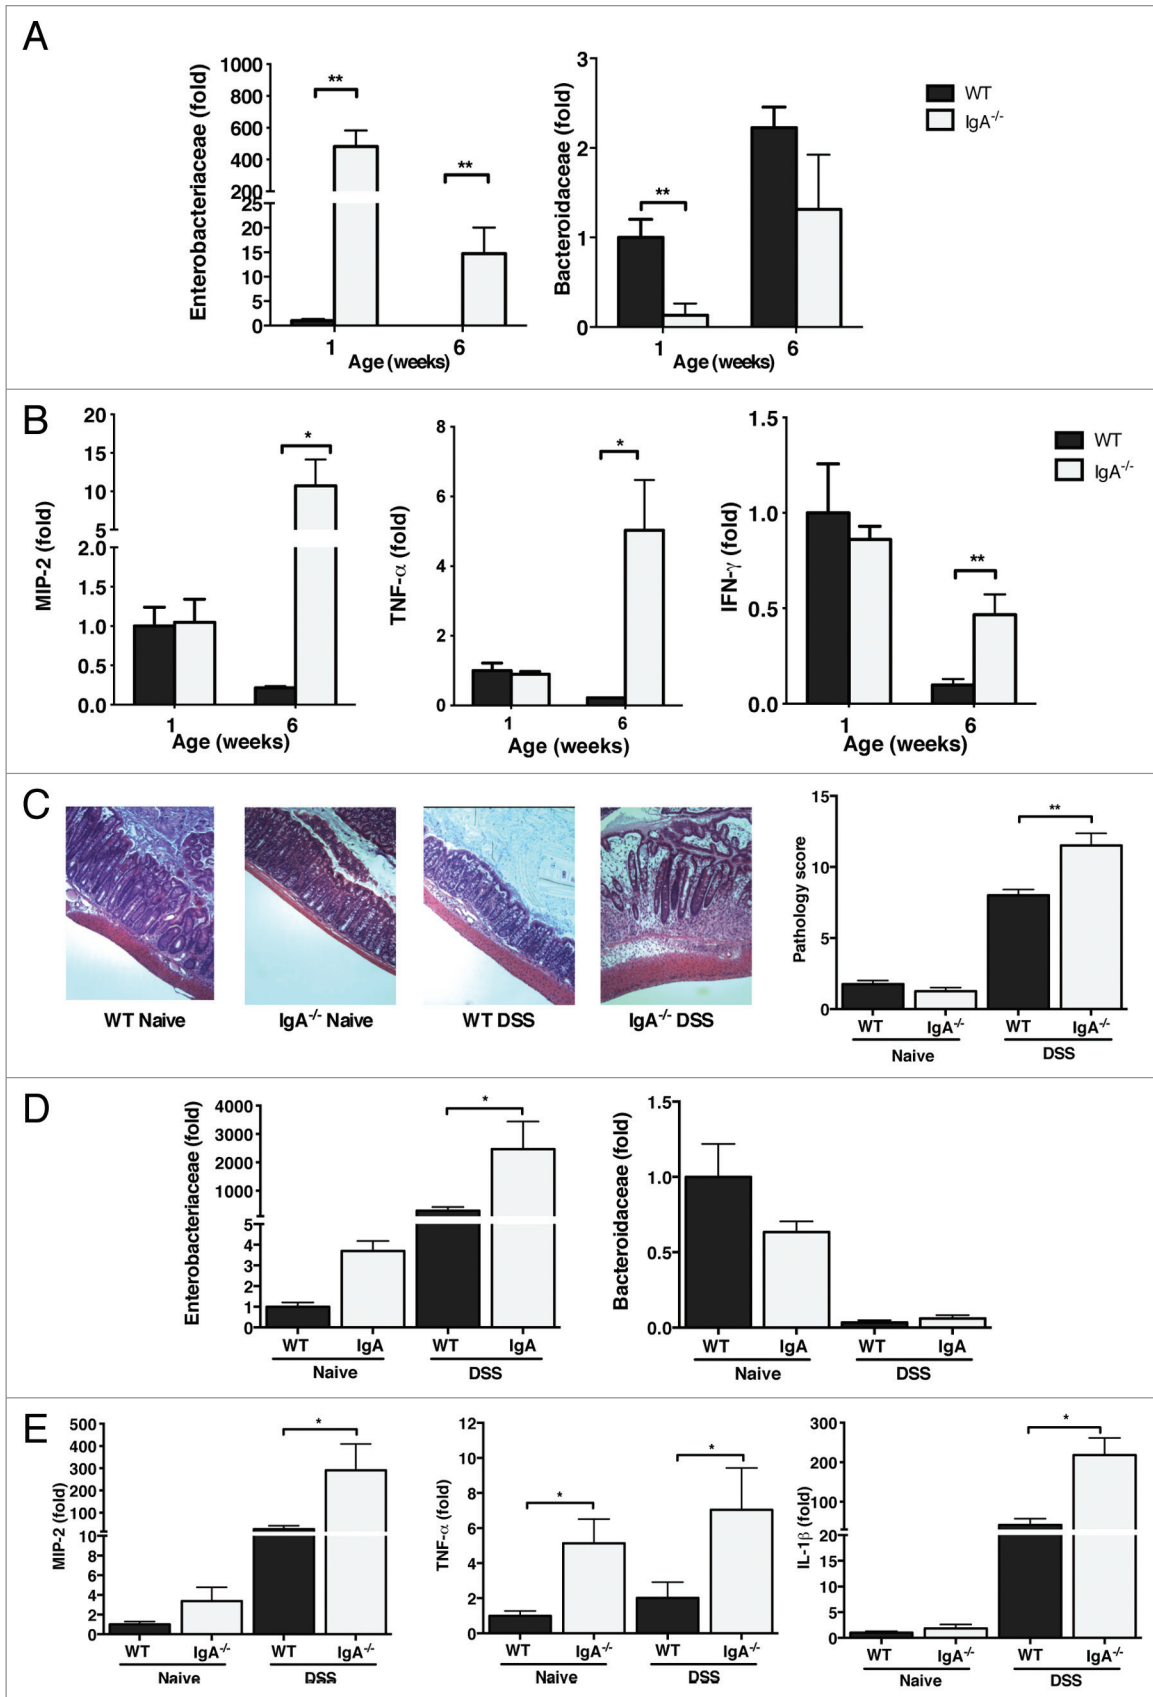 A
Enterobacteriaceae (fold)
1000
800
600
400
200
25
20
15
10
5
0
**
**
1
6
Age (weeks)
Bacteroidaceae (fold)
3
2
1
0
**
1
6
Age (weeks)
WT
IgA-/-
B
MIP-2 (fold)
20
15
10
5
2.0
1.5
1.0
0.5
0.0
*
1
6
Age (weeks)
TNF-α (fold)
8
6
4
2
0
*
1
6
Age (weeks)
IFN-γ (fold)
1.5
1.0
0.5
0.0
**
1
6
Age (weeks)
WT
IgA-/-
C
WT Naive
IgA-/- Naive
WT DSS
IgA-/- DSS
Pathology score
15
10
5
0
**
WT
IgA-/-
WT
IgA-/-
Naive
DSS
D
Enterobacteriaceae (fold)
4000
3000
2000
1000
5
4
3
2
1
0
*
WT
IgA
WT
IgA
Naive
DSS
Bacteroidaceae (fold)
1.5
1.0
0.5
0.0
WT
IgA
WT
IgA
Naive
DSS
E
MIP-2 (fold)
500
400
300
200
100
10
8
6
4
2
0
*
WT
IgA-/-
WT
IgA-/-
Naive
DSS
TNF-α (fold)
12
10
8
6
4
2
0
*
*
WT
IgA-/-
WT
IgA-/-
Naive
DSS
IL-1β (fold)
300
200
100
20
15
10
5
0
*
WT
IgA-/-
WT
IgA-/-
Naive
DSS